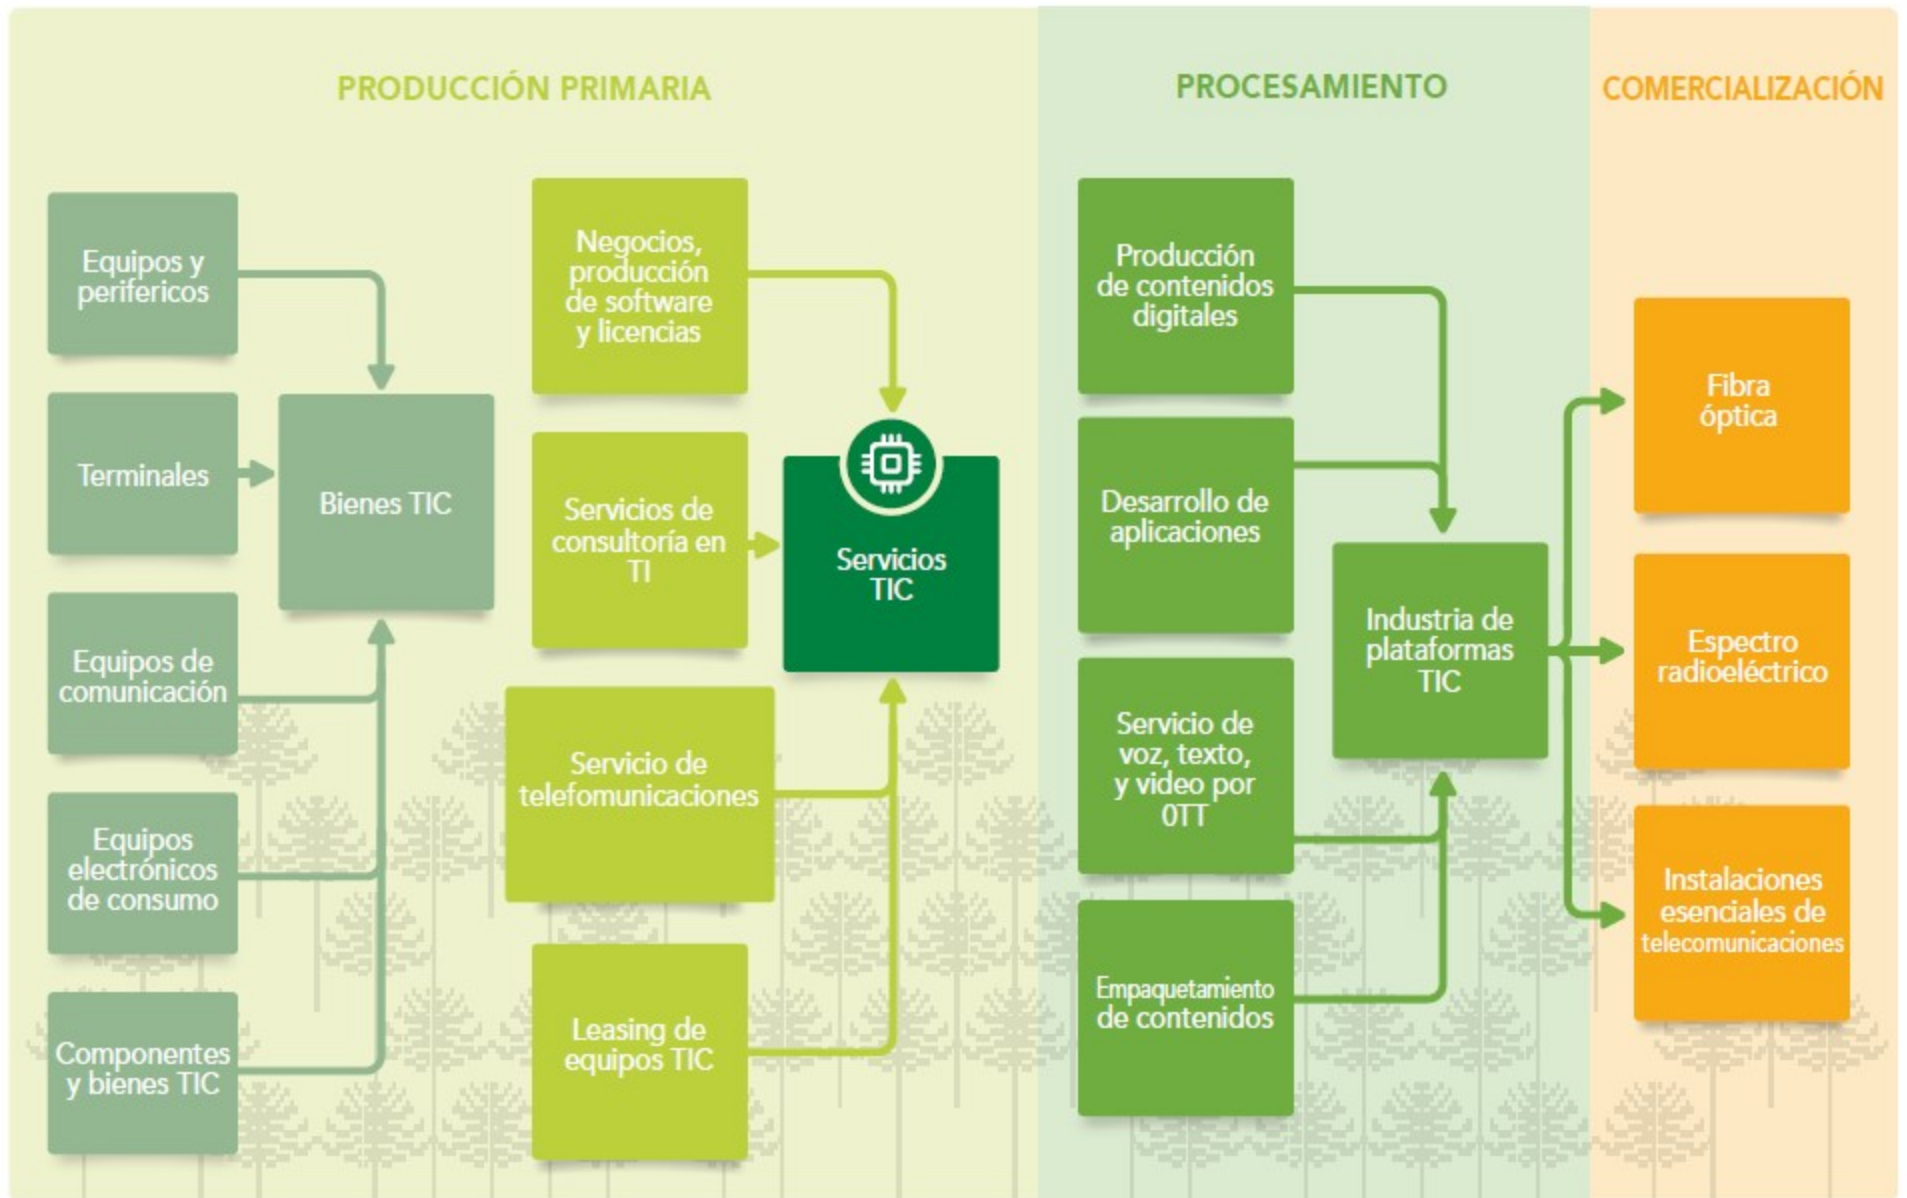 PRODUCCIÓN PRIMARIA
PROCESAMIENTO
COMERCIALIZACIÓN
Equipos y
perifericos
Terminales
Equipos de
comunicación
Equipos
electrónicos
de consumo
Componentes
y bienes TIC
Bienes TIC
Negocios,
producción
de software
y licencias
Servicios de
consultoría en
TI
Servicio de
telefomunicaciones
Leasing de
equipos TIC
Servicios
TIC
Producción
de contenidos
digitales
Desarrollo de
aplicaciones
Servicio de
voz, texto,
y video por
OTT
Empaquetamiento
de contenidos
Industria de
plataformas
TIC
Fibra
óptica
Espectro
radioeléctrico
Instalaciones
esenciales de
telecomunicaciones